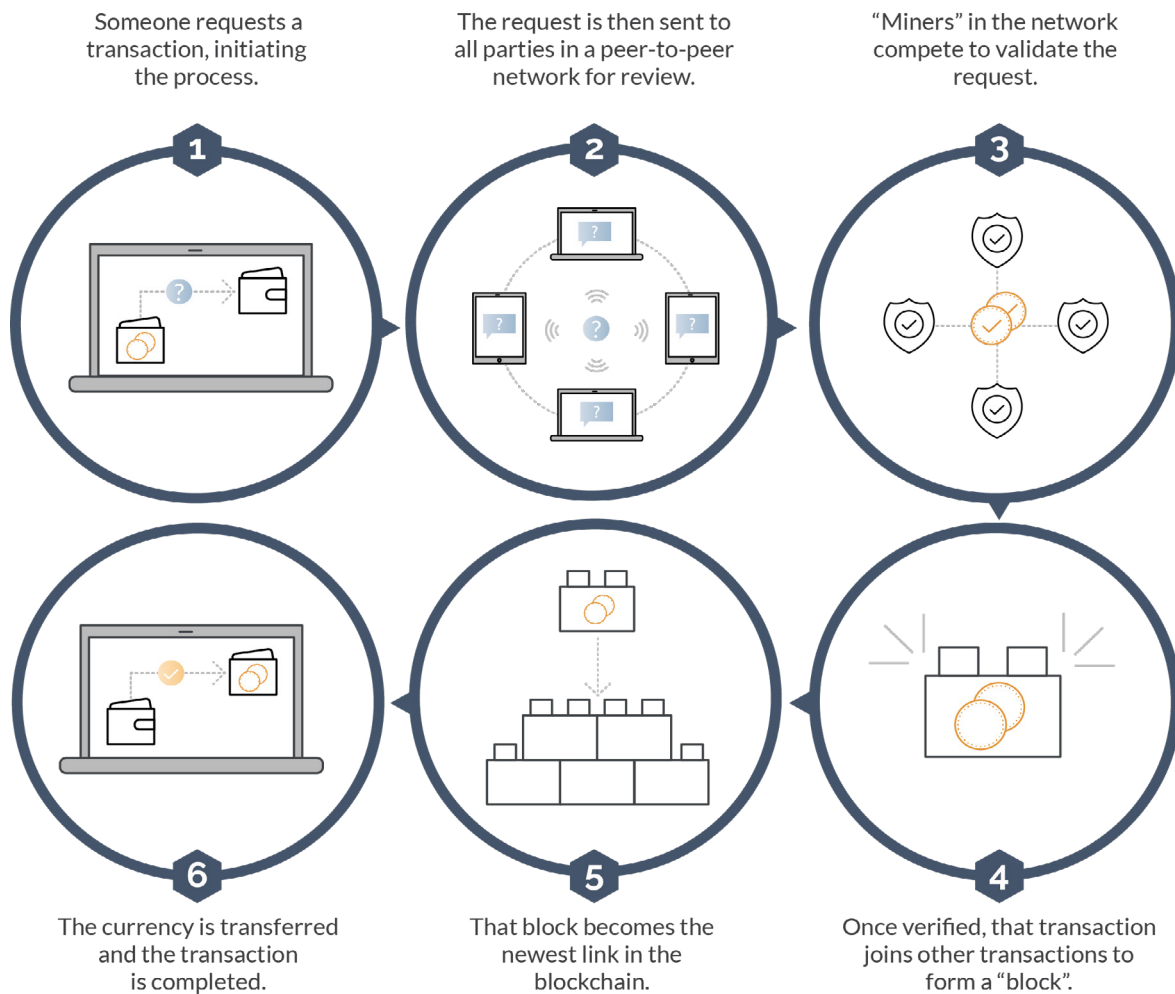 Someone requests a
transaction, initiating
the process.
The request is then sent to
all parties in a peer-to-peer
network for review.
“Miners” in the network
compete to validate the
request.
1
2
3
?
?
?
?
?
?
6
5
4
The currency is transferred
and the transaction
is completed.
That block becomes the
newest link in the
blockchain.
Once verified, that transaction
joins other transactions to
form a “block”.